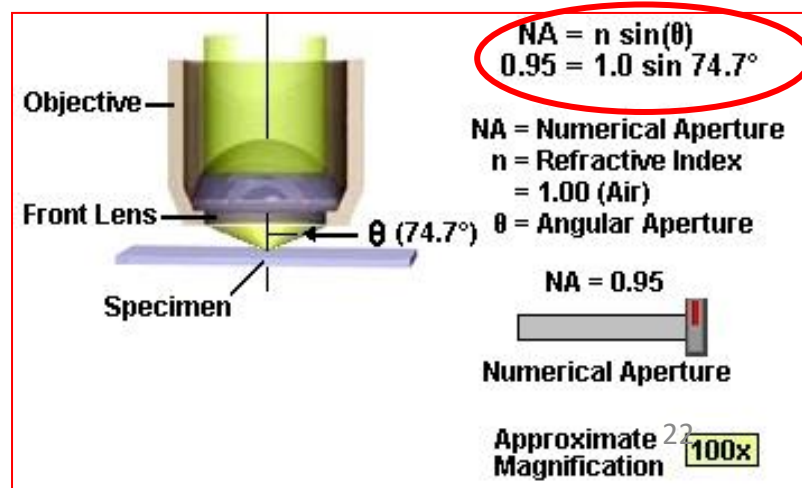 NA = n sin(θ)
0.95 = 1.0 sin 74.7°
Objective
NA = Numerical Aperture
n = Refractive Index
= 1.00 (Air)
Front Lens
θ (74.7°)
θ = Angular Aperture
Specimen
NA = 0.95
Numerical Aperture
Approximate
Magnification
22
100x